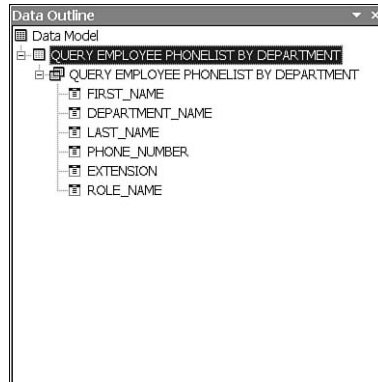 Data Outline
Data Model
QUERY EMPLOYEE PHONELIST BY DEPARTMENT
QUERY EMPLOYEE PHONELIST BY DEPARTMENT
FIRST_NAME
DEPARTMENT_NAME
LAST_NAME
PHONE_NUMBER
EXTENSION
ROLE_NAME